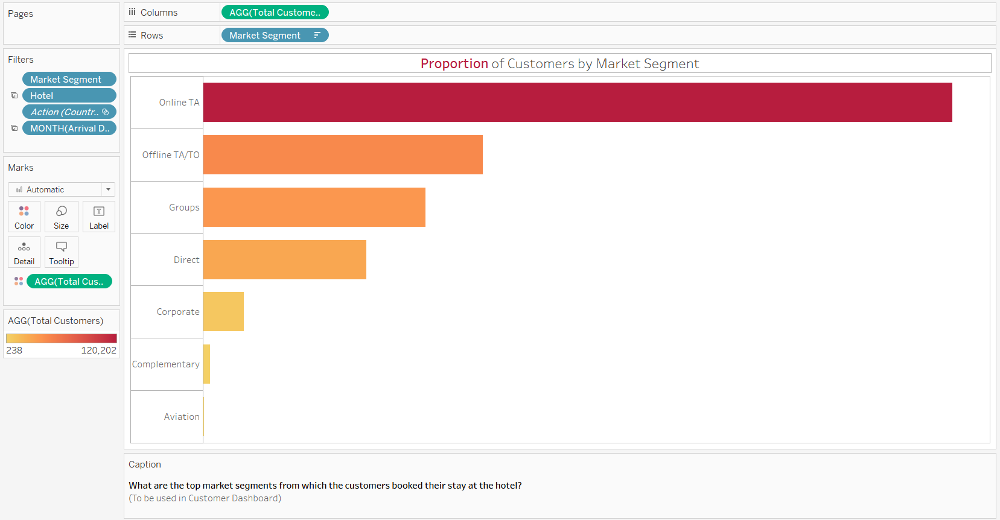 Pages
Columns
AGG(Total Custome..
Rows
Market Segment
Filters
Market Segment
Hotel
Action (Countr..
MONTH(Arrival D..
Marks
Automatic
Color
Size
Label
Detail
Tooltip
AGG(Total Cus..
AGG(Total Customers)
238
120,202
Proportion of Customers by Market Segment
Online TA
Offline TA/TO
Groups
Direct
Corporate
Complementary
Aviation
Caption
What are the top market segments from which the customers booked their stay at the hotel?
(To be used in Customer Dashboard)